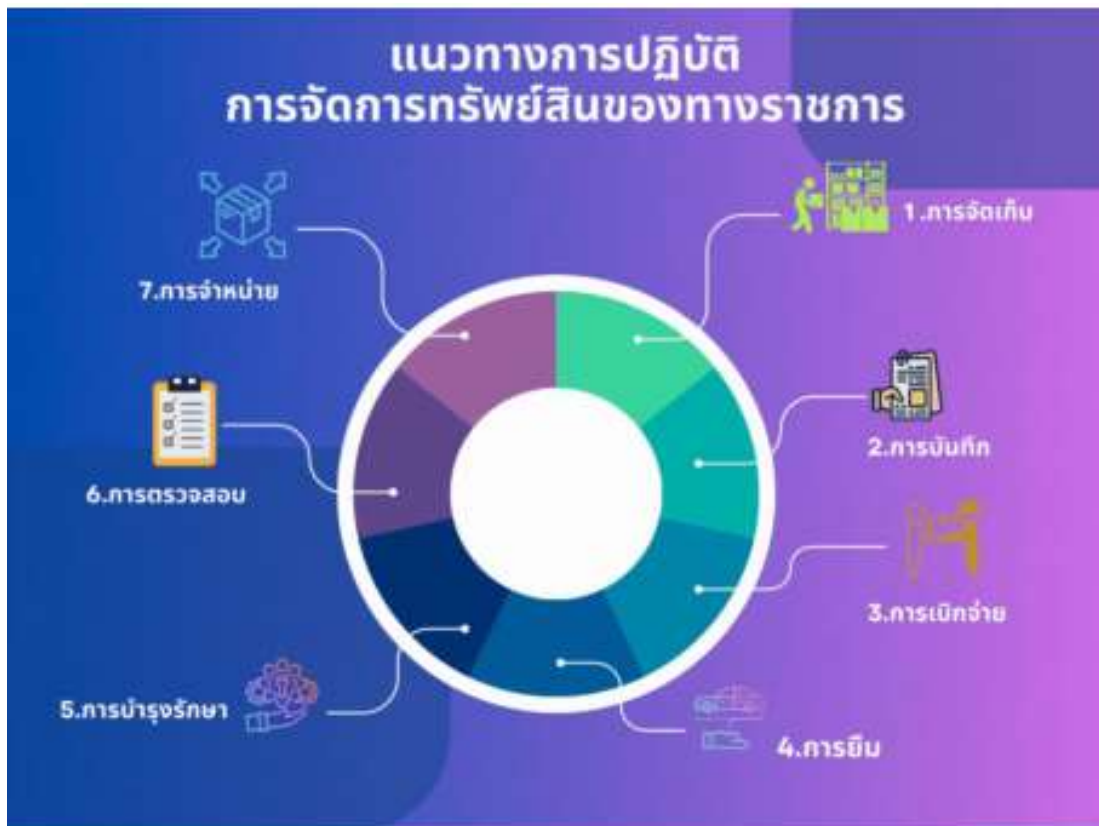 แนวทางการปฏิบัติ
การจัดการทรัพย์สินของทางราชการ
1.การจัดเก็บ
2.การบันทึก
3.การเบิกจ่าย
4.การยืม
5.การบำรุงรักษา
6.การตรวจสอบ
7.การจำหน่าย